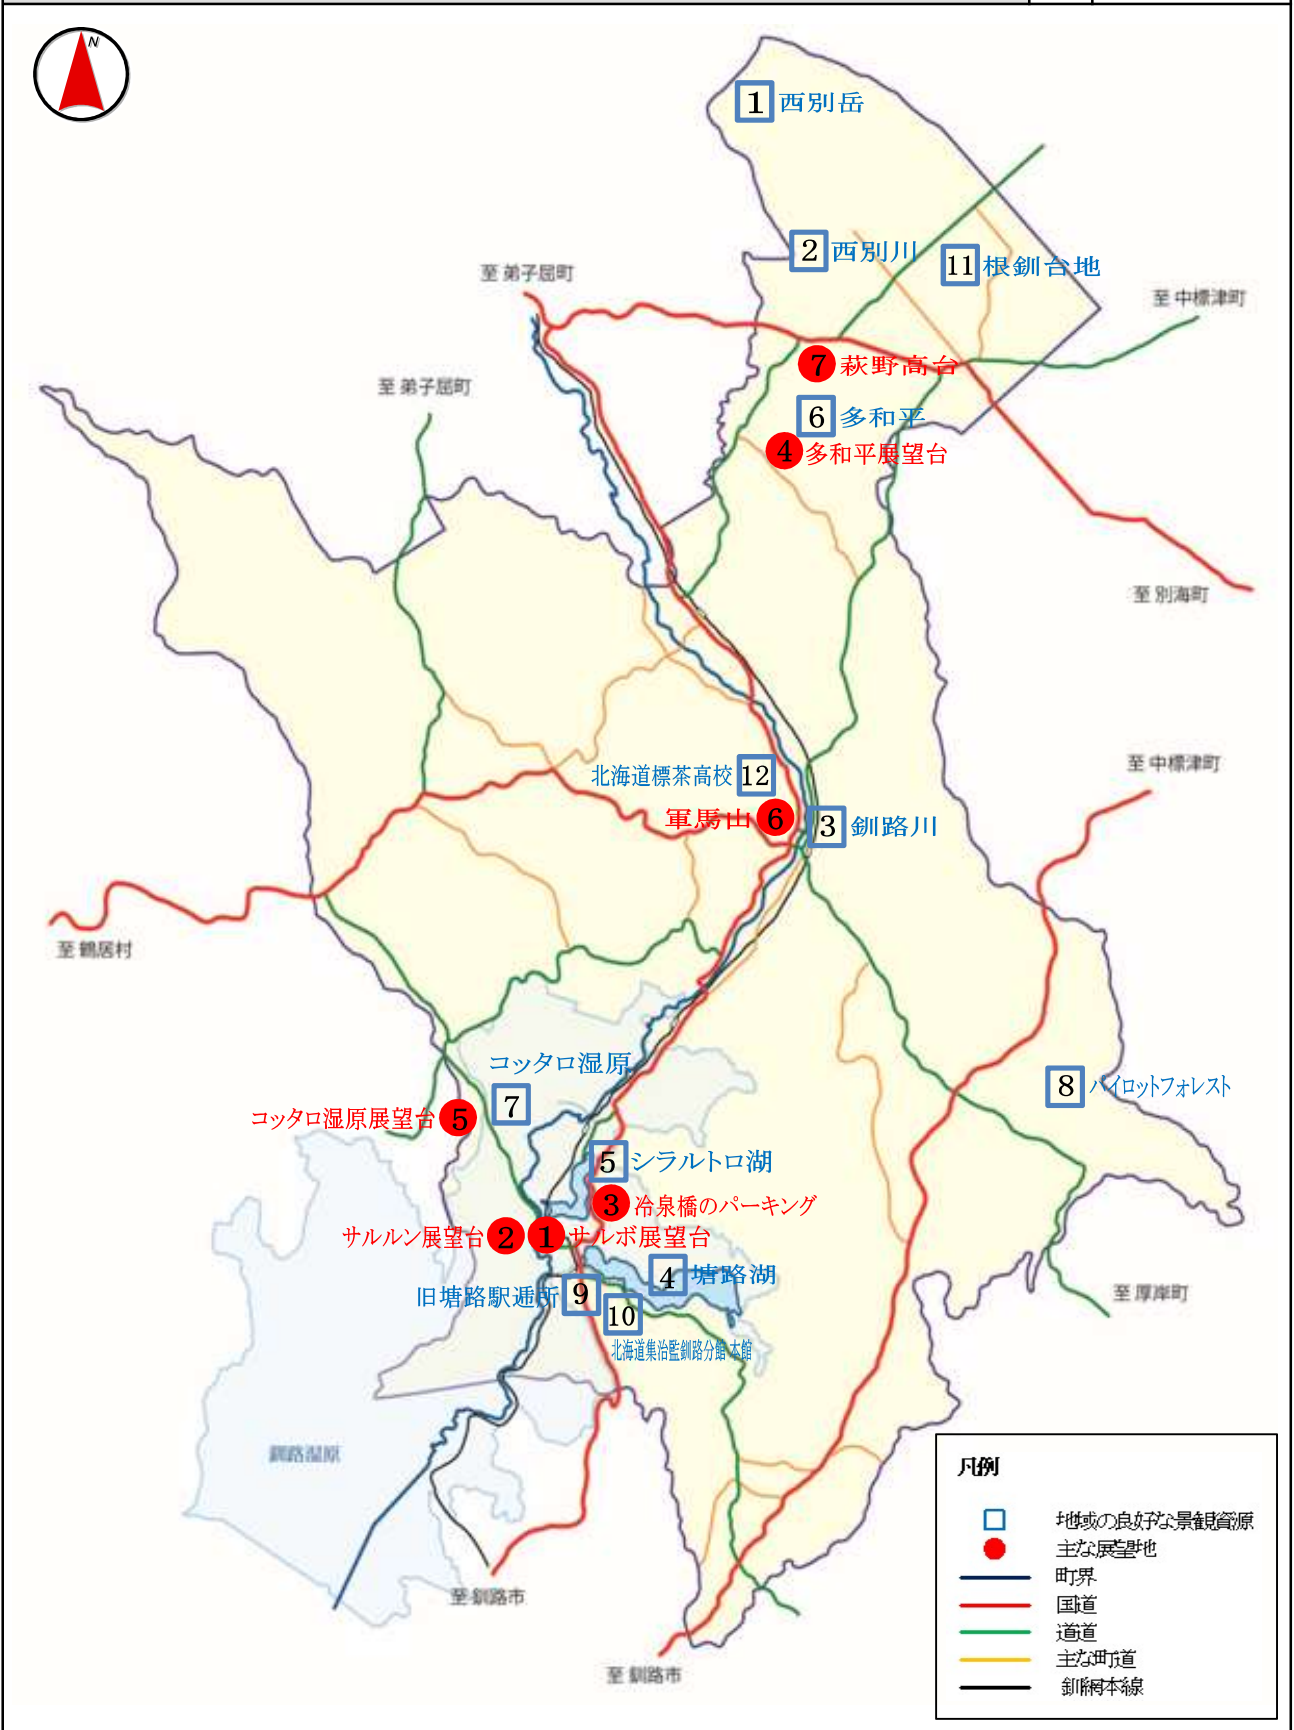 N
1 西別岳
2 西別川
11 根釧台地
至 弟子屈町
至 中標津町
7 萩野高台
至 弟子屈町
6 多和平
4 多和平展望台
至 別海町
至 中標津町
北海道標茶高校 12
軍馬山 6
3 釧路川
至 鶴居村
コッタロ湿原
7
8 パイロットフォレスト
コッタロ湿原展望台 5
5 シラルトロ湖
3 冷泉橋のパーキング
サルルン展望台 2
1 サルボ展望台
4 塘路湖
旧塘路駅逓所 9
10
至 厚岸町
北海道集治監釧路分館 本館
釧路湿原
凡例
地域の良好な景観資源
主な展望地
町界
国道
道道
主な町道
釧網本線
至 釧路市
至 釧路市